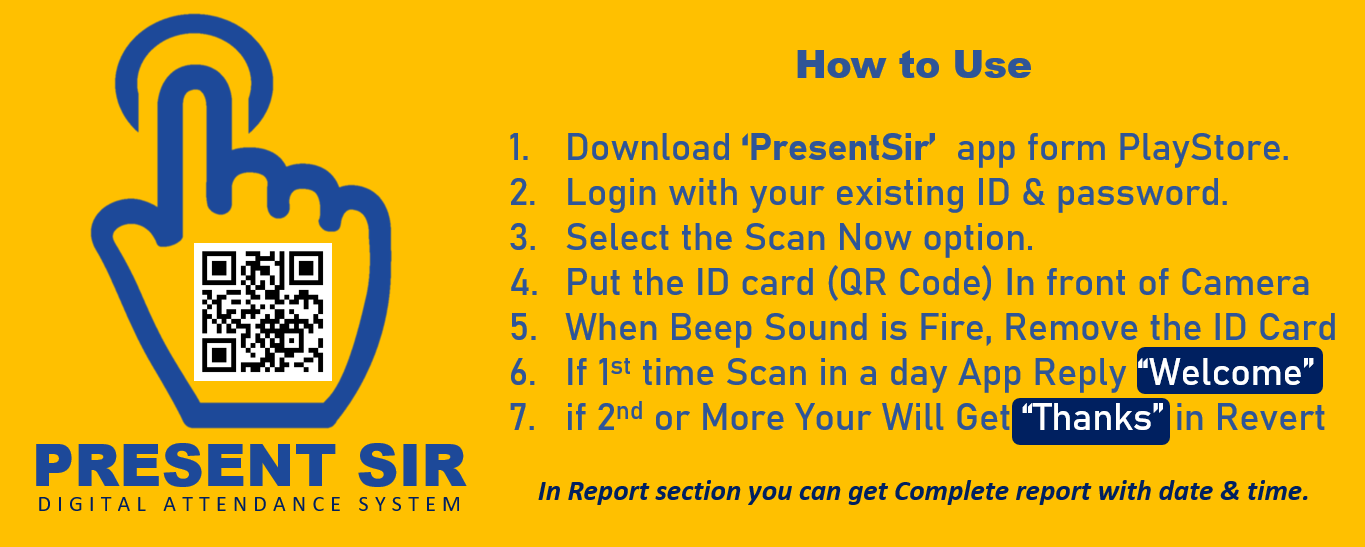 How to Use
1. Download ‘PresentSir’ app form PlayStore.
2. Login with your existing ID & password.
3. Select the Scan Now option.
4. Put the ID card (QR Code) In front of Camera
5. When Beep Sound is Fire, Remove the ID Card
6. If 1st time Scan in a day App Reply “Welcome”
7. if 2nd or More Your Will Get “Thanks” in Revert
In Report section you can get Complete report with date & time.
PRESENT SIR
DIGITAL ATTENDANCE SYSTEM